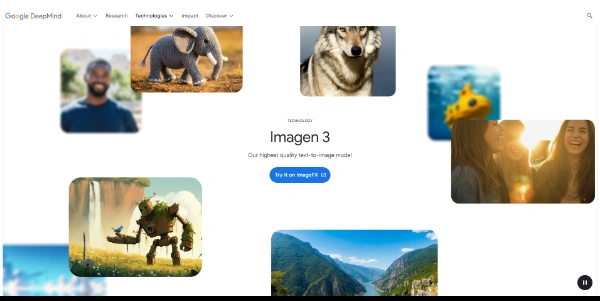 Google DeepMind
About Research Technologies Impact Discover
TECHNOLOGY
Imagen 3
Our highest quality text-to-image model
Try it on ImageFX